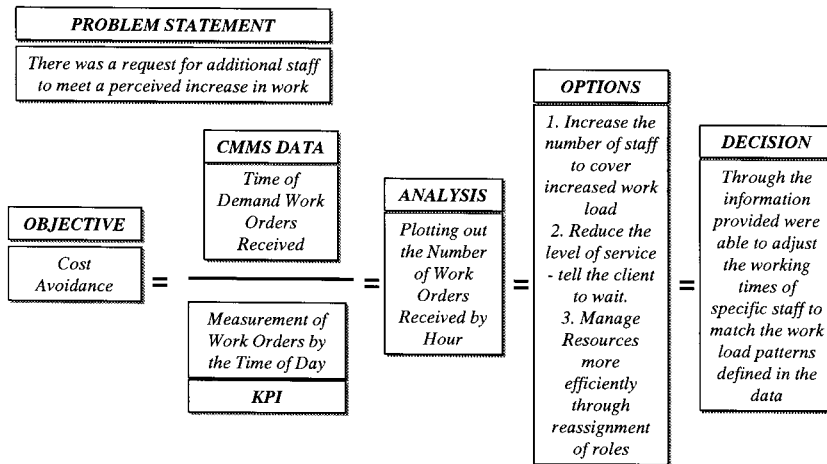 PROBLEM STATEMENT
There was a request for additional staff
to meet a perceived increase in work
OBJECTIVE
Cost
Avoidance
=
CMMS DATA
Time of
Demand Work
Orders
Received
Measurement of
Work Orders by
the Time of Day
KPI
=
ANALYSIS
Plotting out
the Number
of Work
Orders
Received by
Hour
=
OPTIONS
1. Increase the
number of staff
to cover
increased work
load
2. Reduce the
level of service
- tell the client
to wait.
3. Manage
Resources
more
efficiently
through
reassignment
of roles
=
DECISION
Through the
information
provided were
able to adjust
the working
times of
specific staff to
match the work
load patterns
defined in the
data